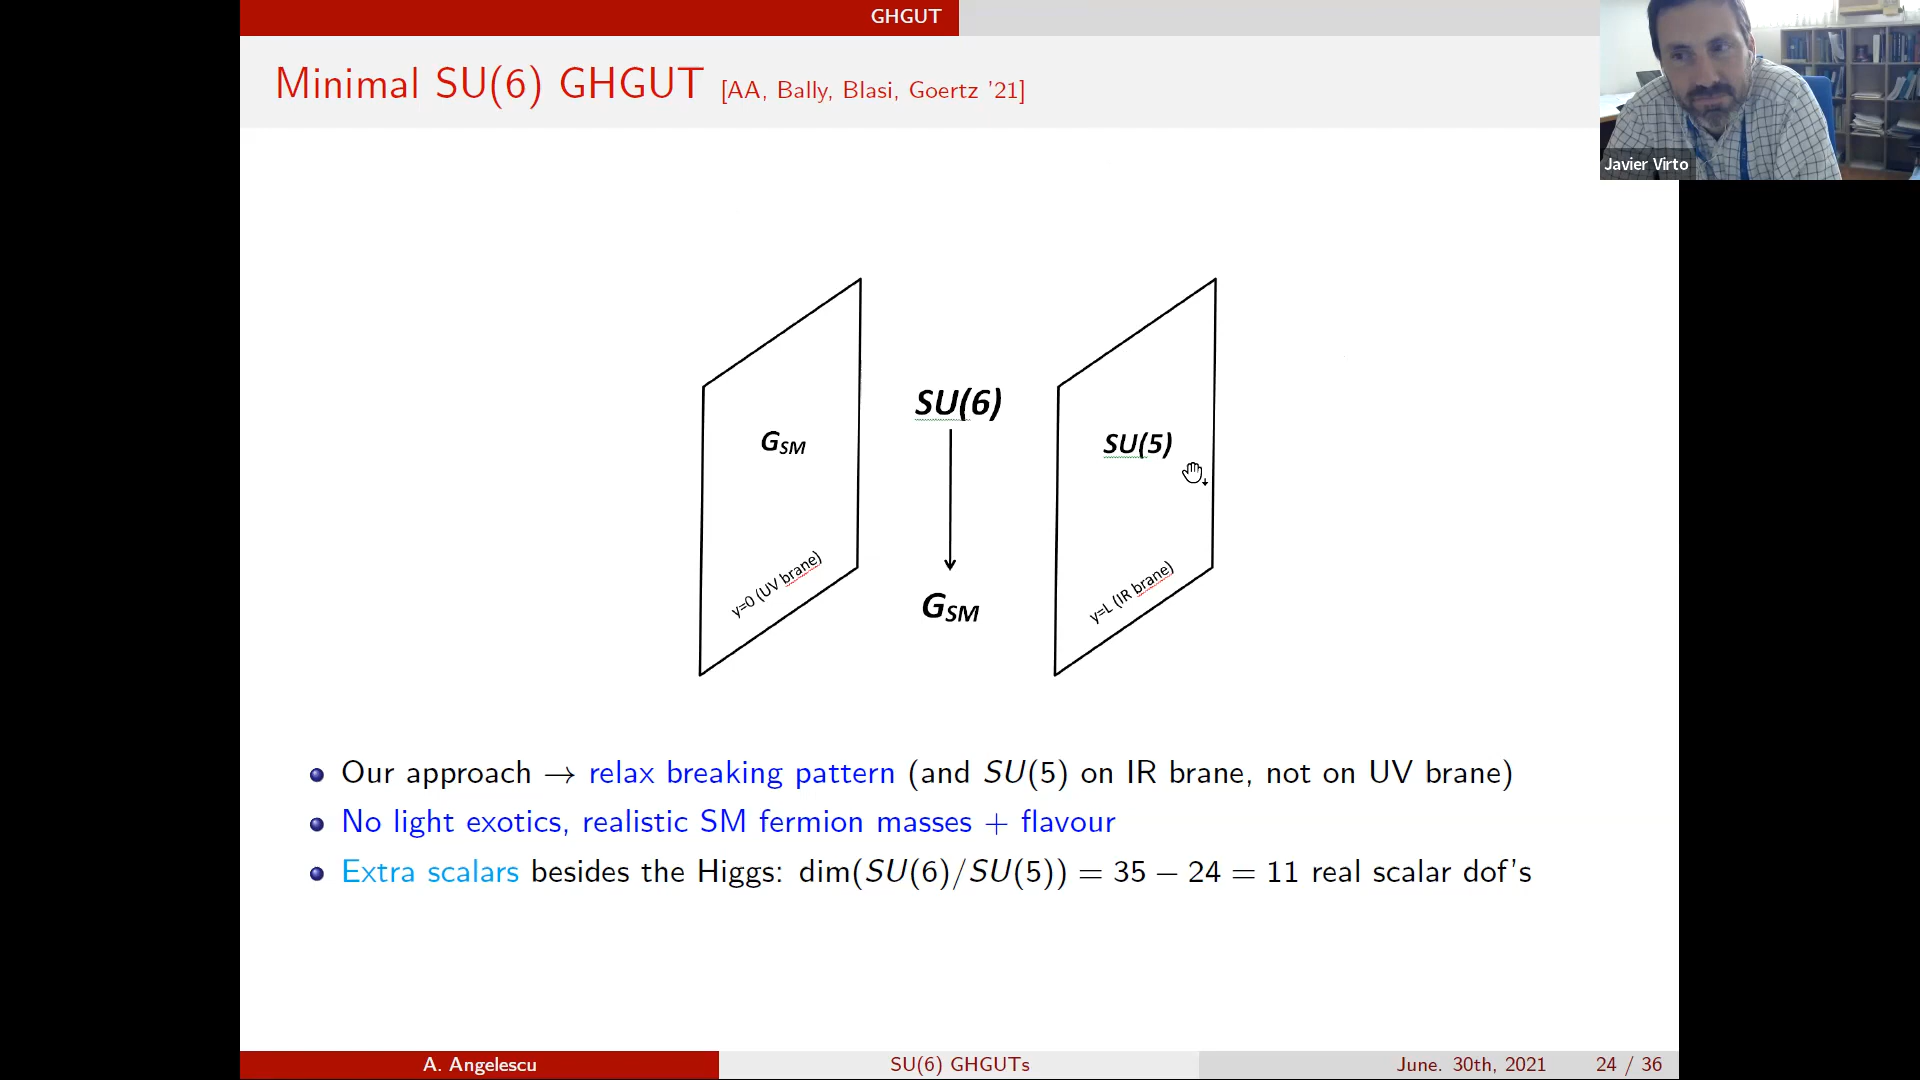 GHGUT
Minimal SU(6) GHGUT [AA, Bally, Blasi, Goertz '21]
Javier Virto
SU(6)
G_SM
SU(5)
y=0 (UV brane)
G_SM
y=L (IR brane)
Our approach → relax breaking pattern (and SU(5) on IR brane, not on UV brane)
No light exotics, realistic SM fermion masses + flavour
Extra scalars besides the Higgs: dim(SU(6)/SU(5)) = 35 − 24 = 11 real scalar dof's
A. Angelescu
SU(6) GHGUTs
June. 30th, 2021
24 / 36